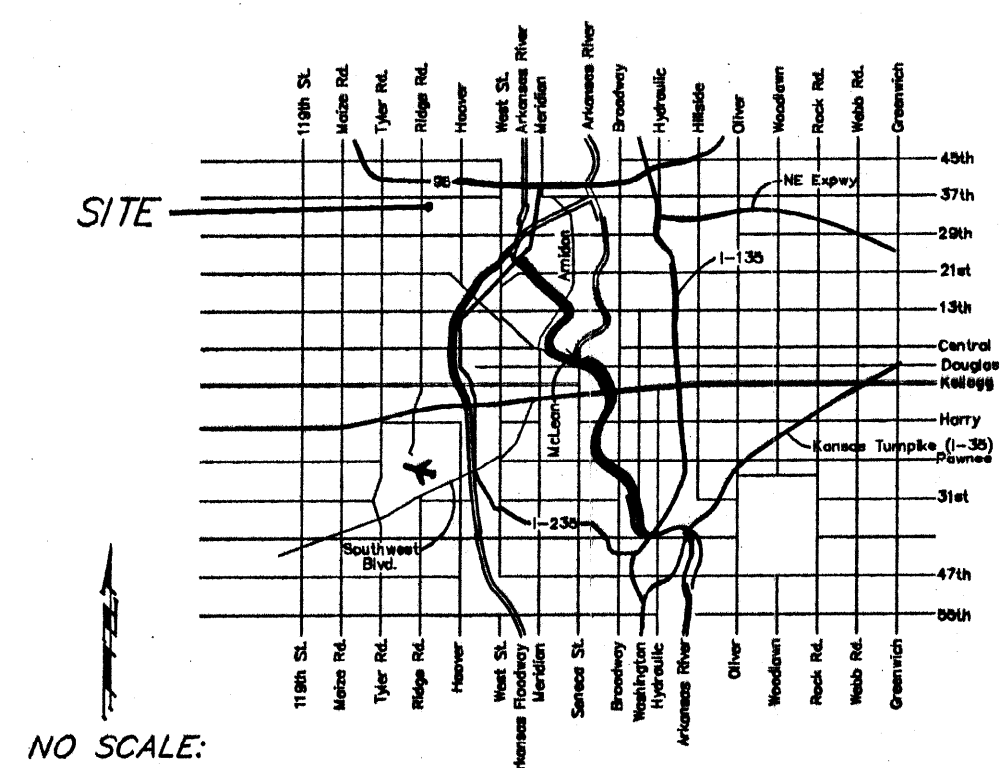 119th St.
Maize Rd.
Tyler Rd.
Ridge Rd.
Hoover
West St.
Arkansas River
Meridian
Arkansas River
Broadway
Hydraulic
Hillside
Oliver
Woodlawn
Rock Rd.
Webb Rd.
Greenwich
45th
96
NE Expwy
37th
SITE
29th
Amidon
I-135
21st
13th
Central
Douglas
Kellogg
McLean
Harry
Kansas Turnpike (I-35)
Pawnee
31st
I-235
Southwest
Blvd.
47th
55th
119th St.
Maize Rd.
Tyler Rd.
Ridge Rd.
Hoover
West St.
rkansas Floodway
Meridian
Seneca St.
Broadway
Washington
Hydraulic
Arkansas River
Oliver
Woodlawn
Rock Rd.
Webb Rd.
Greenwich
NO SCALE: